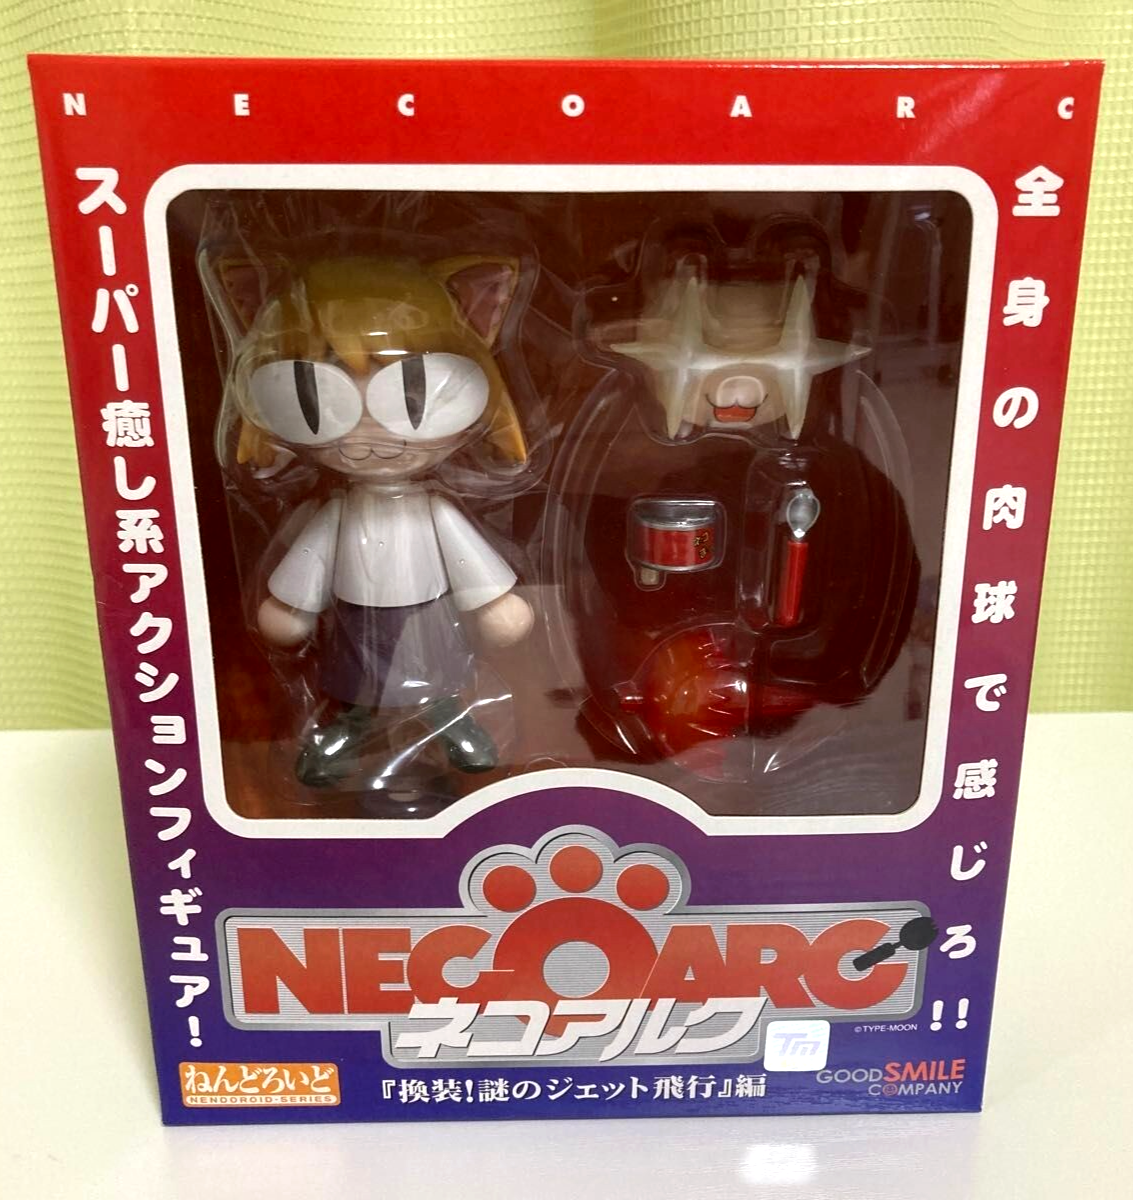 NECOARC
スーパー癒し系アクションフィギュア!
全身の肉球で感じろ!!
NECOARC
ネコアルク
©TYPE-MOON
TM
ねんどろいど
NENDOROID-SERIES
『換装!謎のジェット飛行』編
GOOD SMILE
COMPANY